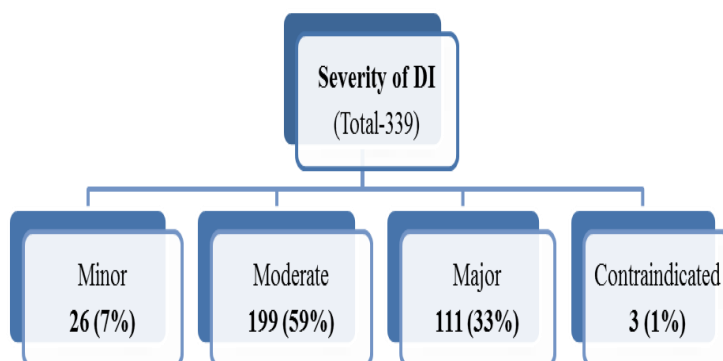 Severity of DI
(Total-339)
Minor
26 (7%)
Moderate
199 (59%)
Major
111 (33%)
Contraindicated
3 (1%)